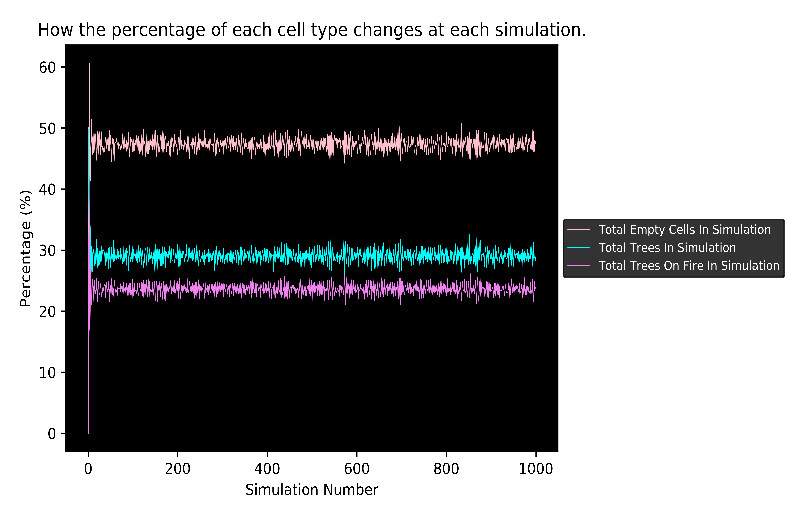 How the percentage of each cell type changes at each simulation.
60
50
40
30
20
10
0
Percentage (%)
0 200 400 600 800 1000
Simulation Number
Total Empty Cells In Simulation
Total Trees In Simulation
Total Trees On Fire In Simulation